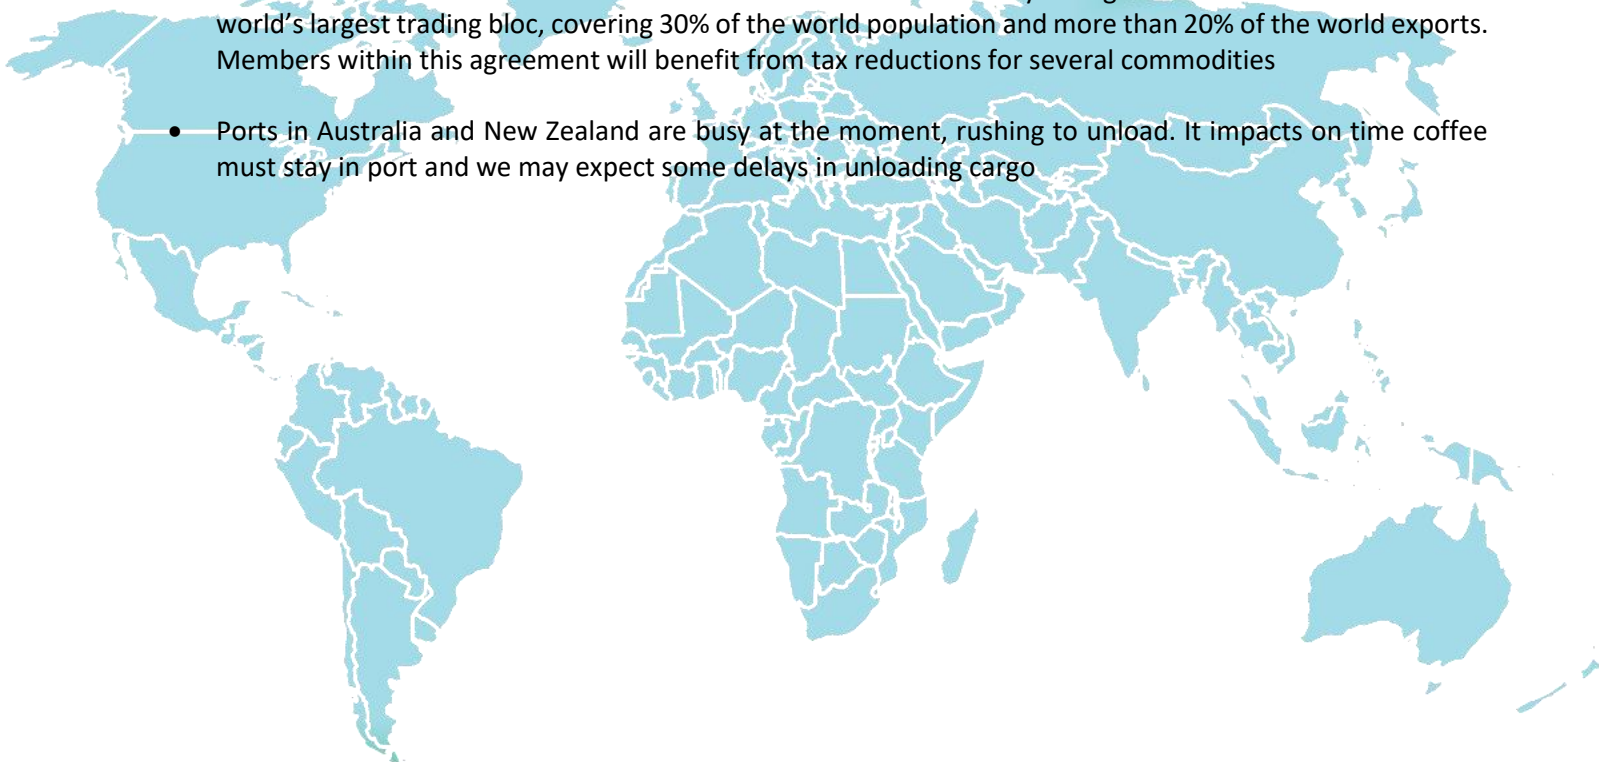 world’s largest trading bloc, covering 30% of the world population and more than 20% of the world exports.
Members within this agreement will benefit from tax reductions for several commodities
• Ports in Australia and New Zealand are busy at the moment, rushing to unload. It impacts on time coffee
must stay in port and we may expect some delays in unloading cargo